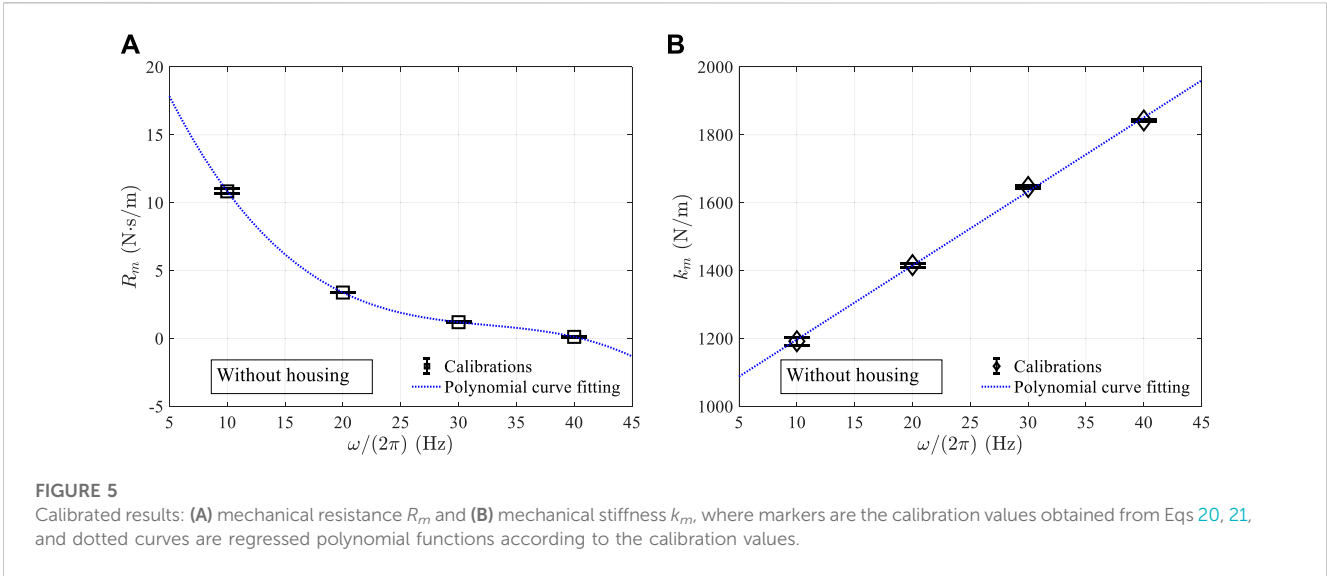 A
B
20
15
10
5
0
-5
5
10
15
20
25
30
35
40
45
R_m (N·s/m)
ω/(2π) (Hz)
Without housing
Calibrations
Polynomial curve fitting
2000
1800
1600
1400
1200
1000
5
10
15
20
25
30
35
40
45
k_m (N/m)
ω/(2π) (Hz)
Without housing
Calibrations
Polynomial curve fitting
FIGURE 5
Calibrated results: (A) mechanical resistance R_m and (B) mechanical stiffness k_m, where markers are the calibration values obtained from Eqs 20, 21,
and dotted curves are regressed polynomial functions according to the calibration values.